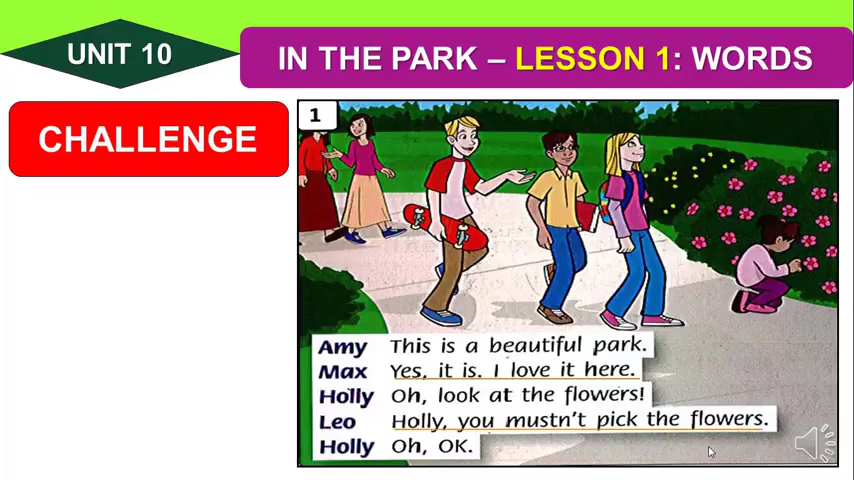 UNIT 10
IN THE PARK – LESSON 1: WORDS
CHALLENGE
1
Amy This is a beautiful park.
Max Yes, it is. I love it here.
Holly Oh, look at the flowers!
Leo Holly, you mustn't pick the flowers.
Holly Oh, OK.